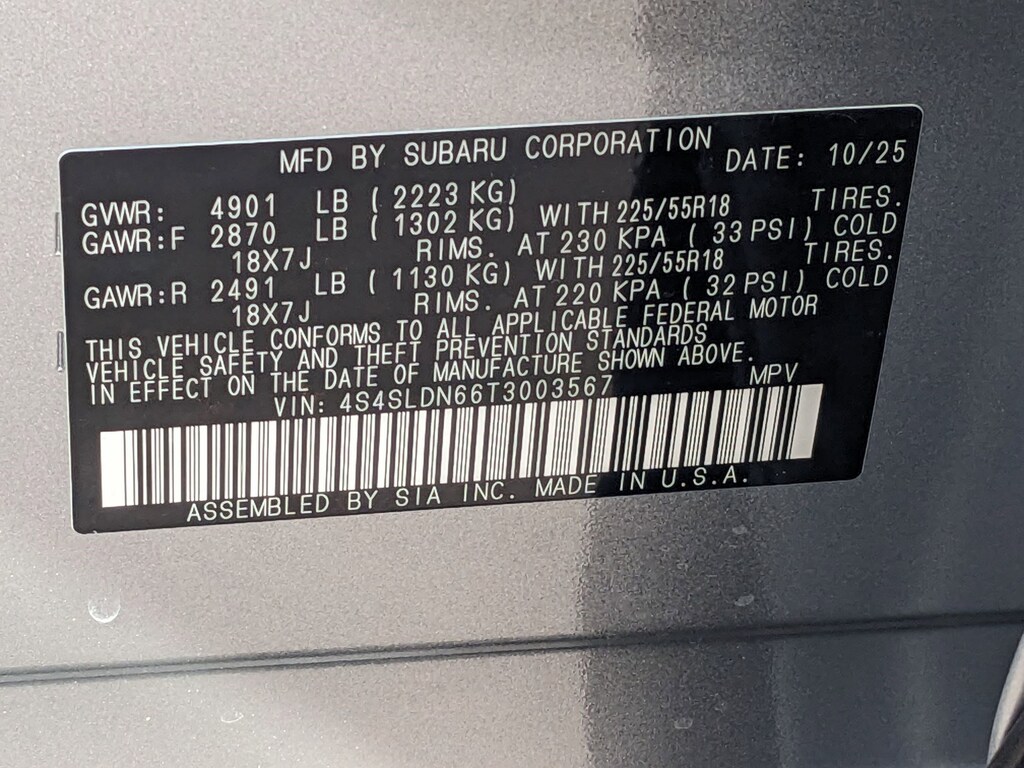 MFD BY SUBARU CORPORATION DATE: 10/25
GVWR: 4901 LB ( 2223 KG)
GAWR:F 2870 LB ( 1302 KG) WITH 225/55R18 TIRES.
18X7J RIMS. AT 230 KPA ( 33 PSI) COLD
GAWR:R 2491 LB ( 1130 KG) WITH 225/55R18 TIRES.
18X7J RIMS. AT 220 KPA ( 32 PSI) COLD
THIS VEHICLE CONFORMS TO ALL APPLICABLE FEDERAL MOTOR
VEHICLE SAFETY AND THEFT PREVENTION STANDARDS
IN EFFECT ON THE DATE OF MANUFACTURE SHOWN ABOVE.
VIN: 4S4SLDN66T3003567 MPV
ASSEMBLED BY SIA INC. MADE IN U.S.A.